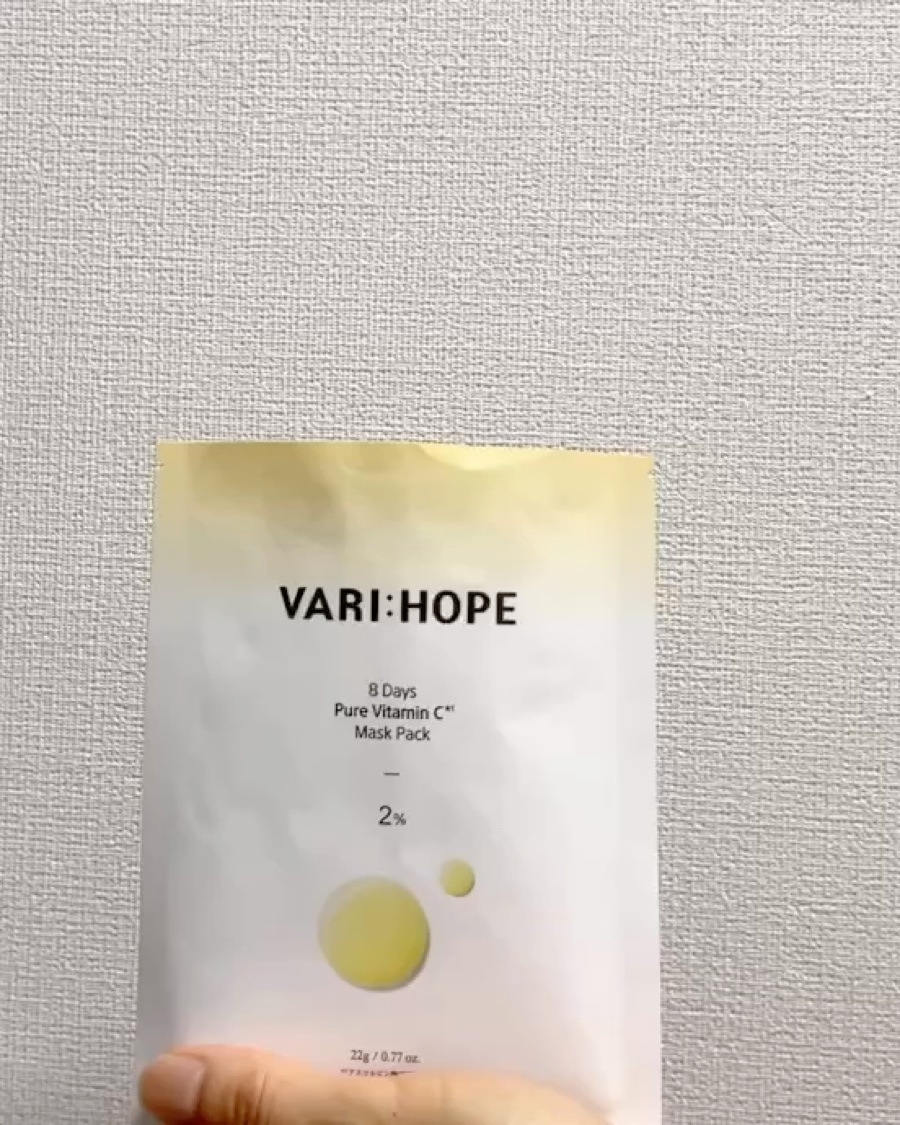 VARI:HOPE
8 Days
Pure Vitamin C*¹
Mask Pack
2%
22g / 0.77 oz.